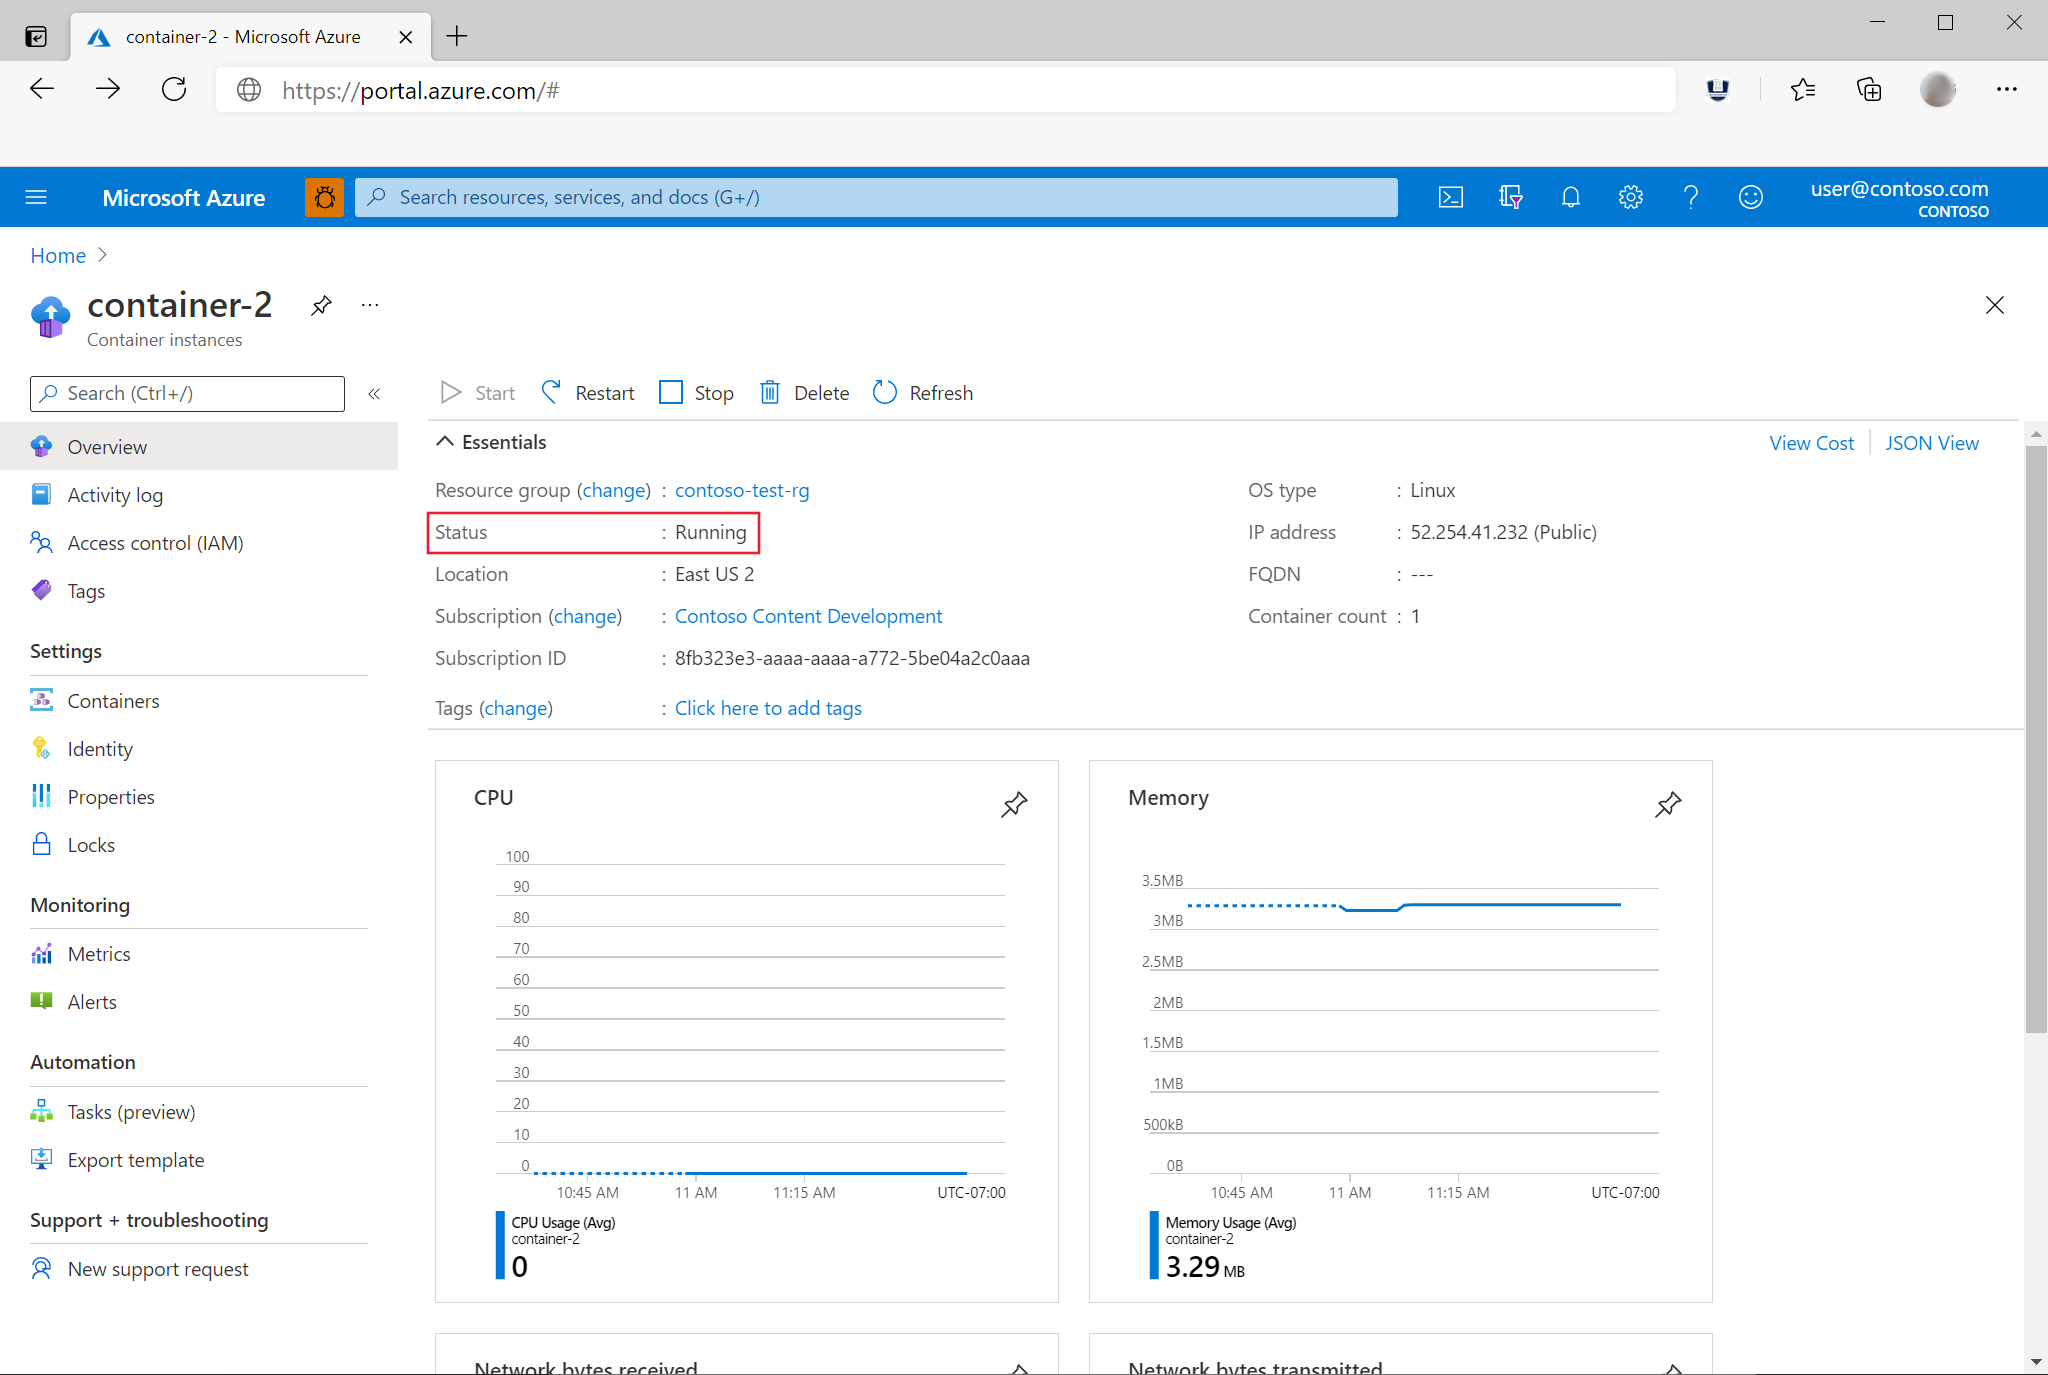 container-2 - Microsoft Azure
https://portal.azure.com/#
Microsoft Azure
Search resources, services, and docs (G+/)
user@contoso.com
CONTOSO
Home
container-2
Container instances
Search (Ctrl+/)
Start Restart Stop Delete Refresh
Overview
Activity log
Access control (IAM)
Tags
Settings
Containers
Identity
Properties
Locks
Monitoring
Metrics
Alerts
Automation
Tasks (preview)
Export template
Support + troubleshooting
New support request
Essentials
View Cost JSON View
Resource group (change) : contoso-test-rg
Status : Running
Location : East US 2
Subscription (change) : Contoso Content Development
Subscription ID : 8fb323e3-aaaa-aaaa-a772-5be04a2c0aaa
Tags (change) : Click here to add tags
OS type : Linux
IP address : 52.254.41.232 (Public)
FQDN : ---
Container count : 1
CPU
100
90
80
70
60
50
40
30
20
10
0
10:45 AM 11 AM 11:15 AM UTC-07:00
CPU Usage (Avg)
container-2
0
Memory
3.5MB
3MB
2.5MB
2MB
1.5MB
1MB
500kB
0B
10:45 AM 11 AM 11:15 AM UTC-07:00
Memory Usage (Avg)
container-2
3.29 MB
Network bytes received
Network bytes transmitted